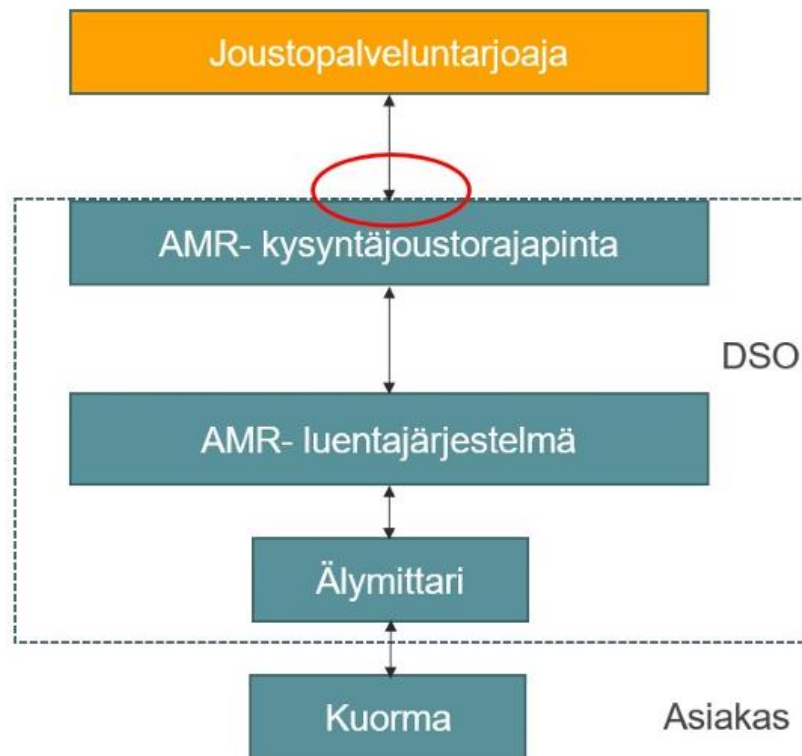 Joustopalveluntarjoaja
AMR- kysyntäjoustorajapinta
DSO
AMR- luentajärjestelmä
Älymittari
Kuorma
Asiakas